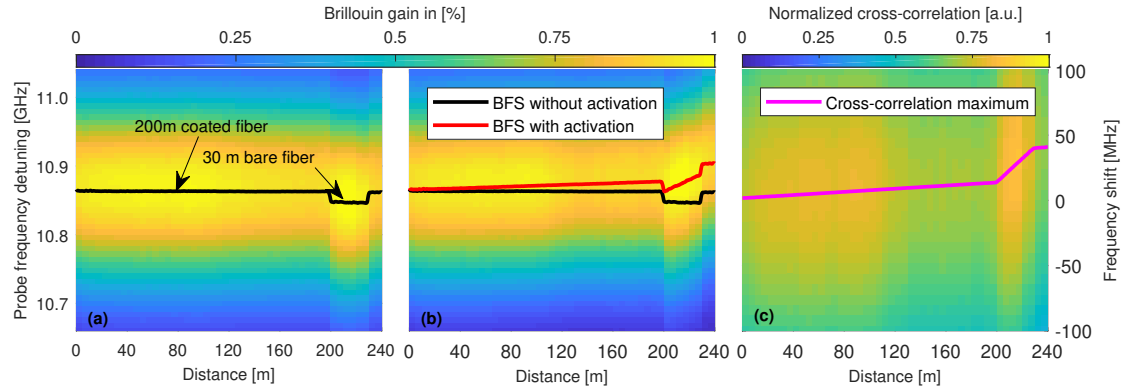 Brillouin gain in [%]
Normalized cross-correlation [a.u.]
0 0.25 0.5 0.75 1
0 0.25 0.5 0.75 1
Probe frequency detuning [GHz]
11.0
10.9
10.8
10.7
200m coated fiber
30 m bare fiber
(a)
BFS without activation
BFS with activation
(b)
Cross-correlation maximum
(c)
100
50
0
-50
-100
Frequency shift [MHz]
0 40 80 120 160 200 240
0 40 80 120 160 200 240
0 40 80 120 160 200 240
Distance [m]
Distance [m]
Distance [m]